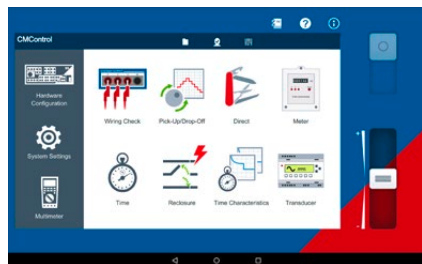 CMControl
Hardware
Configuration
System Settings
Multimeter
Wiring Check
Pick-Up/Drop-Off
Direct
Meter
Time
Reclosure
Time Characteristics
Transducer